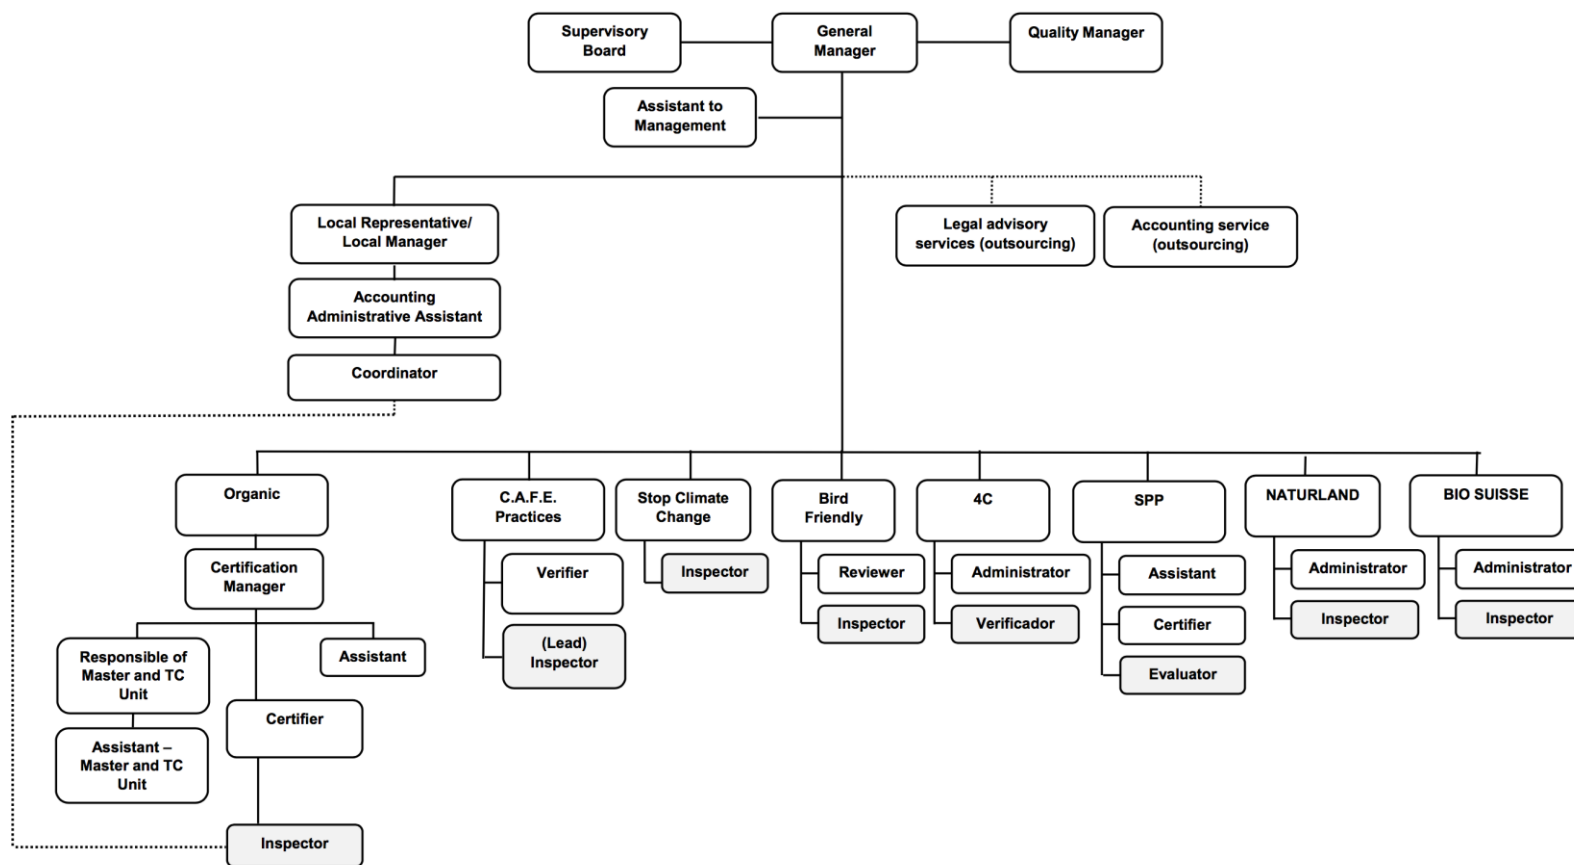 Supervisory
Board
General
Manager
Quality Manager
Assistant to
Management
Local Representative/
Local Manager
Legal advisory
services (outsourcing)
Accounting service
(outsourcing)
Accounting
Administrative Assistant
Coordinator
Organic
C.A.F.E.
Practices
Stop Climate
Change
Bird
Friendly
4C
SPP
NATURLAND
BIO SUISSE
Certification
Manager
Verifier
Inspector
Reviewer
Administrator
Assistant
Administrator
Administrator
(Lead)
Inspector
Inspector
Verificador
Certifier
Inspector
Inspector
Evaluator
Responsible of
Master and TC
Unit
Assistant
Certifier
Assistant –
Master and TC
Unit
Inspector